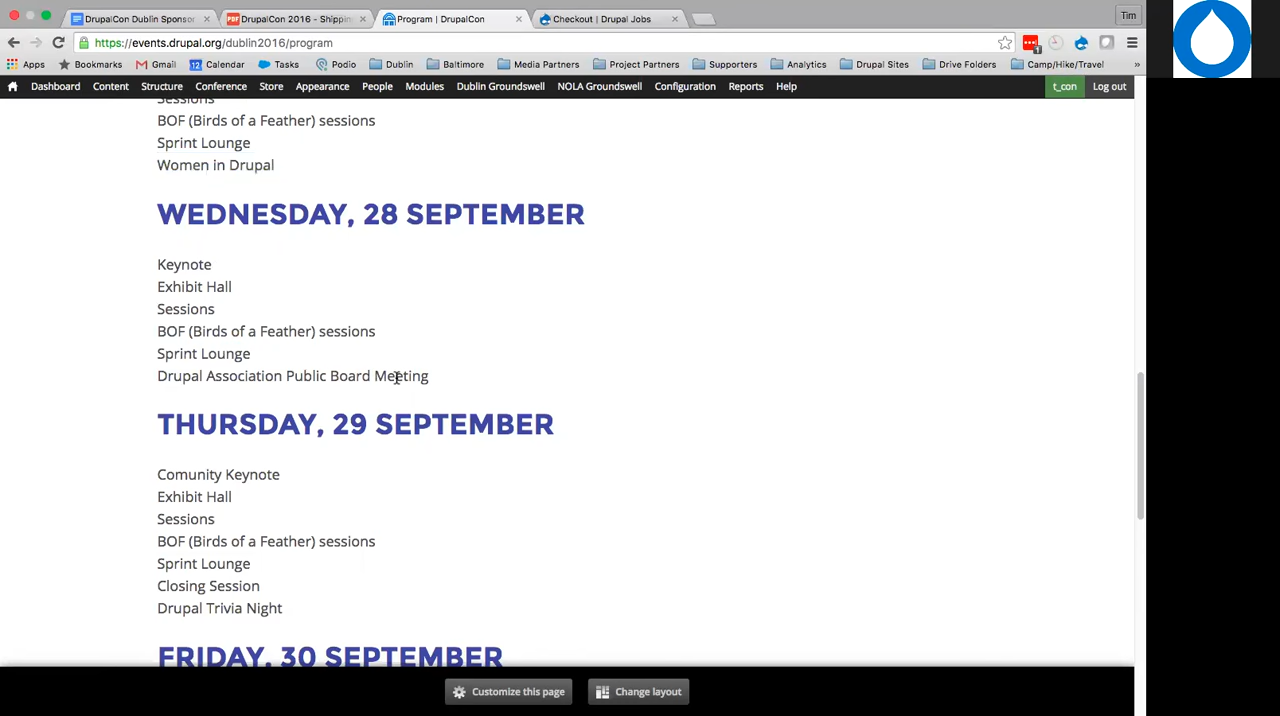 DrupalCon Dublin Sponsor
DrupalCon 2016 - Shippin
Program | DrupalCon
Checkout | Drupal Jobs
Tim
https://events.drupal.org/dublin2016/program
Apps Bookmarks Gmail Calendar Tasks Podio Dublin Baltimore Media Partners Project Partners Supporters Analytics Drupal Sites Drive Folders Camp/Hike/Travel »
Dashboard Content Structure Conference Store Appearance People Modules Dublin Groundswell NOLA Groundswell Configuration Reports Help t_con Log out
Sessions
BOF (Birds of a Feather) sessions
Sprint Lounge
Women in Drupal
WEDNESDAY, 28 SEPTEMBER
Keynote
Exhibit Hall
Sessions
BOF (Birds of a Feather) sessions
Sprint Lounge
Drupal Association Public Board Meeting
THURSDAY, 29 SEPTEMBER
Comunity Keynote
Exhibit Hall
Sessions
BOF (Birds of a Feather) sessions
Sprint Lounge
Closing Session
Drupal Trivia Night
FRIDAY, 30 SEPTEMBER
Customize this page
Change layout